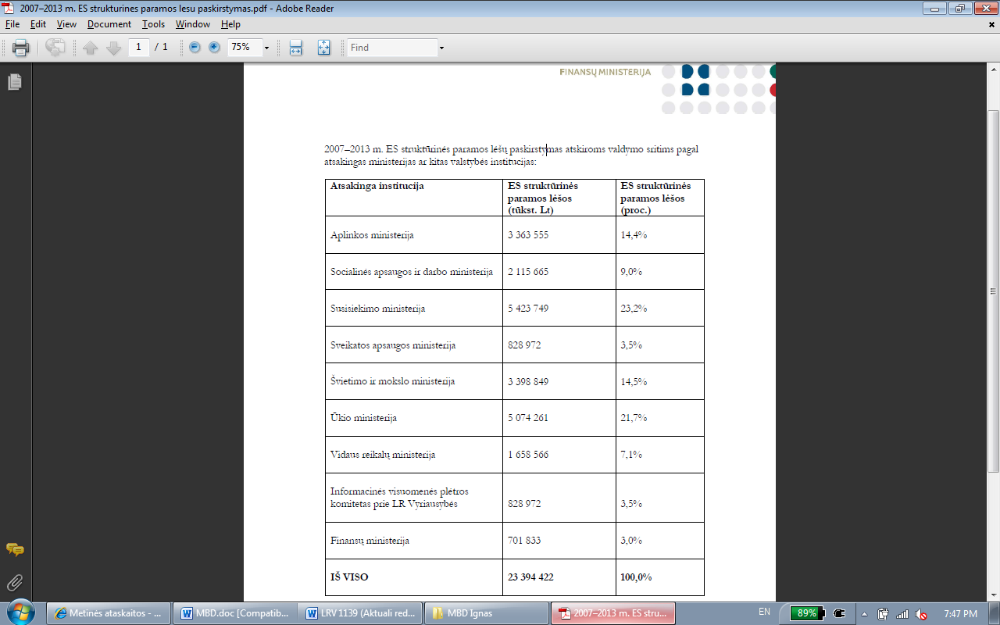 2007–2013 m. ES strukturines paramos lesu paskirstymas.pdf - Adobe Reader
File Edit View Document Tools Window Help
1 / 1 75% Find
FINANSŲ MINISTERIJA
2007–2013 m. ES struktūrinės paramos lėšų paskirstymas atskiroms valdymo sritims pagal
atsakingas ministerijas ar kitas valstybės institucijas:
Atsakinga institucija
ES struktūrinės
paramos lėšos
(tūkst. Lt)
ES struktūrinės
paramos lėšos
(proc.)
Aplinkos ministerija 3 363 555 14,4%
Socialinės apsaugos ir darbo ministerija 2 115 665 9,0%
Susisiekimo ministerija 5 423 749 23,2%
Sveikatos apsaugos ministerija 828 972 3,5%
Švietimo ir mokslo ministerija 3 398 849 14,5%
Ūkio ministerija 5 074 261 21,7%
Vidaus reikalų ministerija 1 658 566 7,1%
Informacinės visuomenės plėtros
komitetas prie LR Vyriausybės 828 972 3,5%
Finansų ministerija 701 833 3,0%
IŠ VISO 23 394 422 100,0%
Metinės ataskaitos - ... MBD.doc [Compatib... LRV 1139 (Aktuali red... MBD Ignas 2007–2013 m. ES stru... EN 89% 7:47 PM